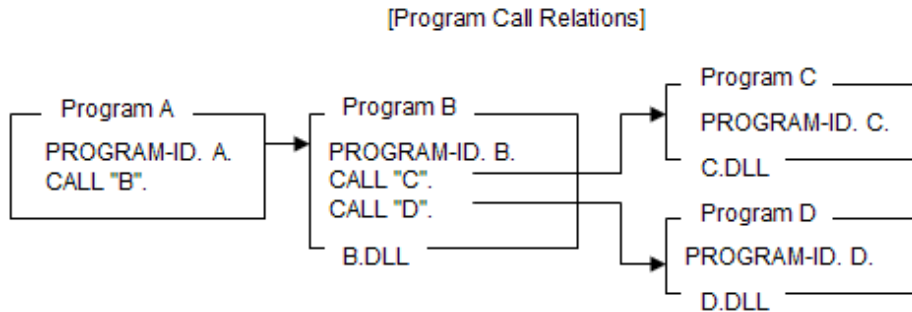 [Program Call Relations]
Program A
PROGRAM-ID. A.
CALL "B".
Program B
PROGRAM-ID. B.
CALL "C".
CALL "D".
B.DLL
Program C
PROGRAM-ID. C.
C.DLL
Program D
PROGRAM-ID. D.
D.DLL